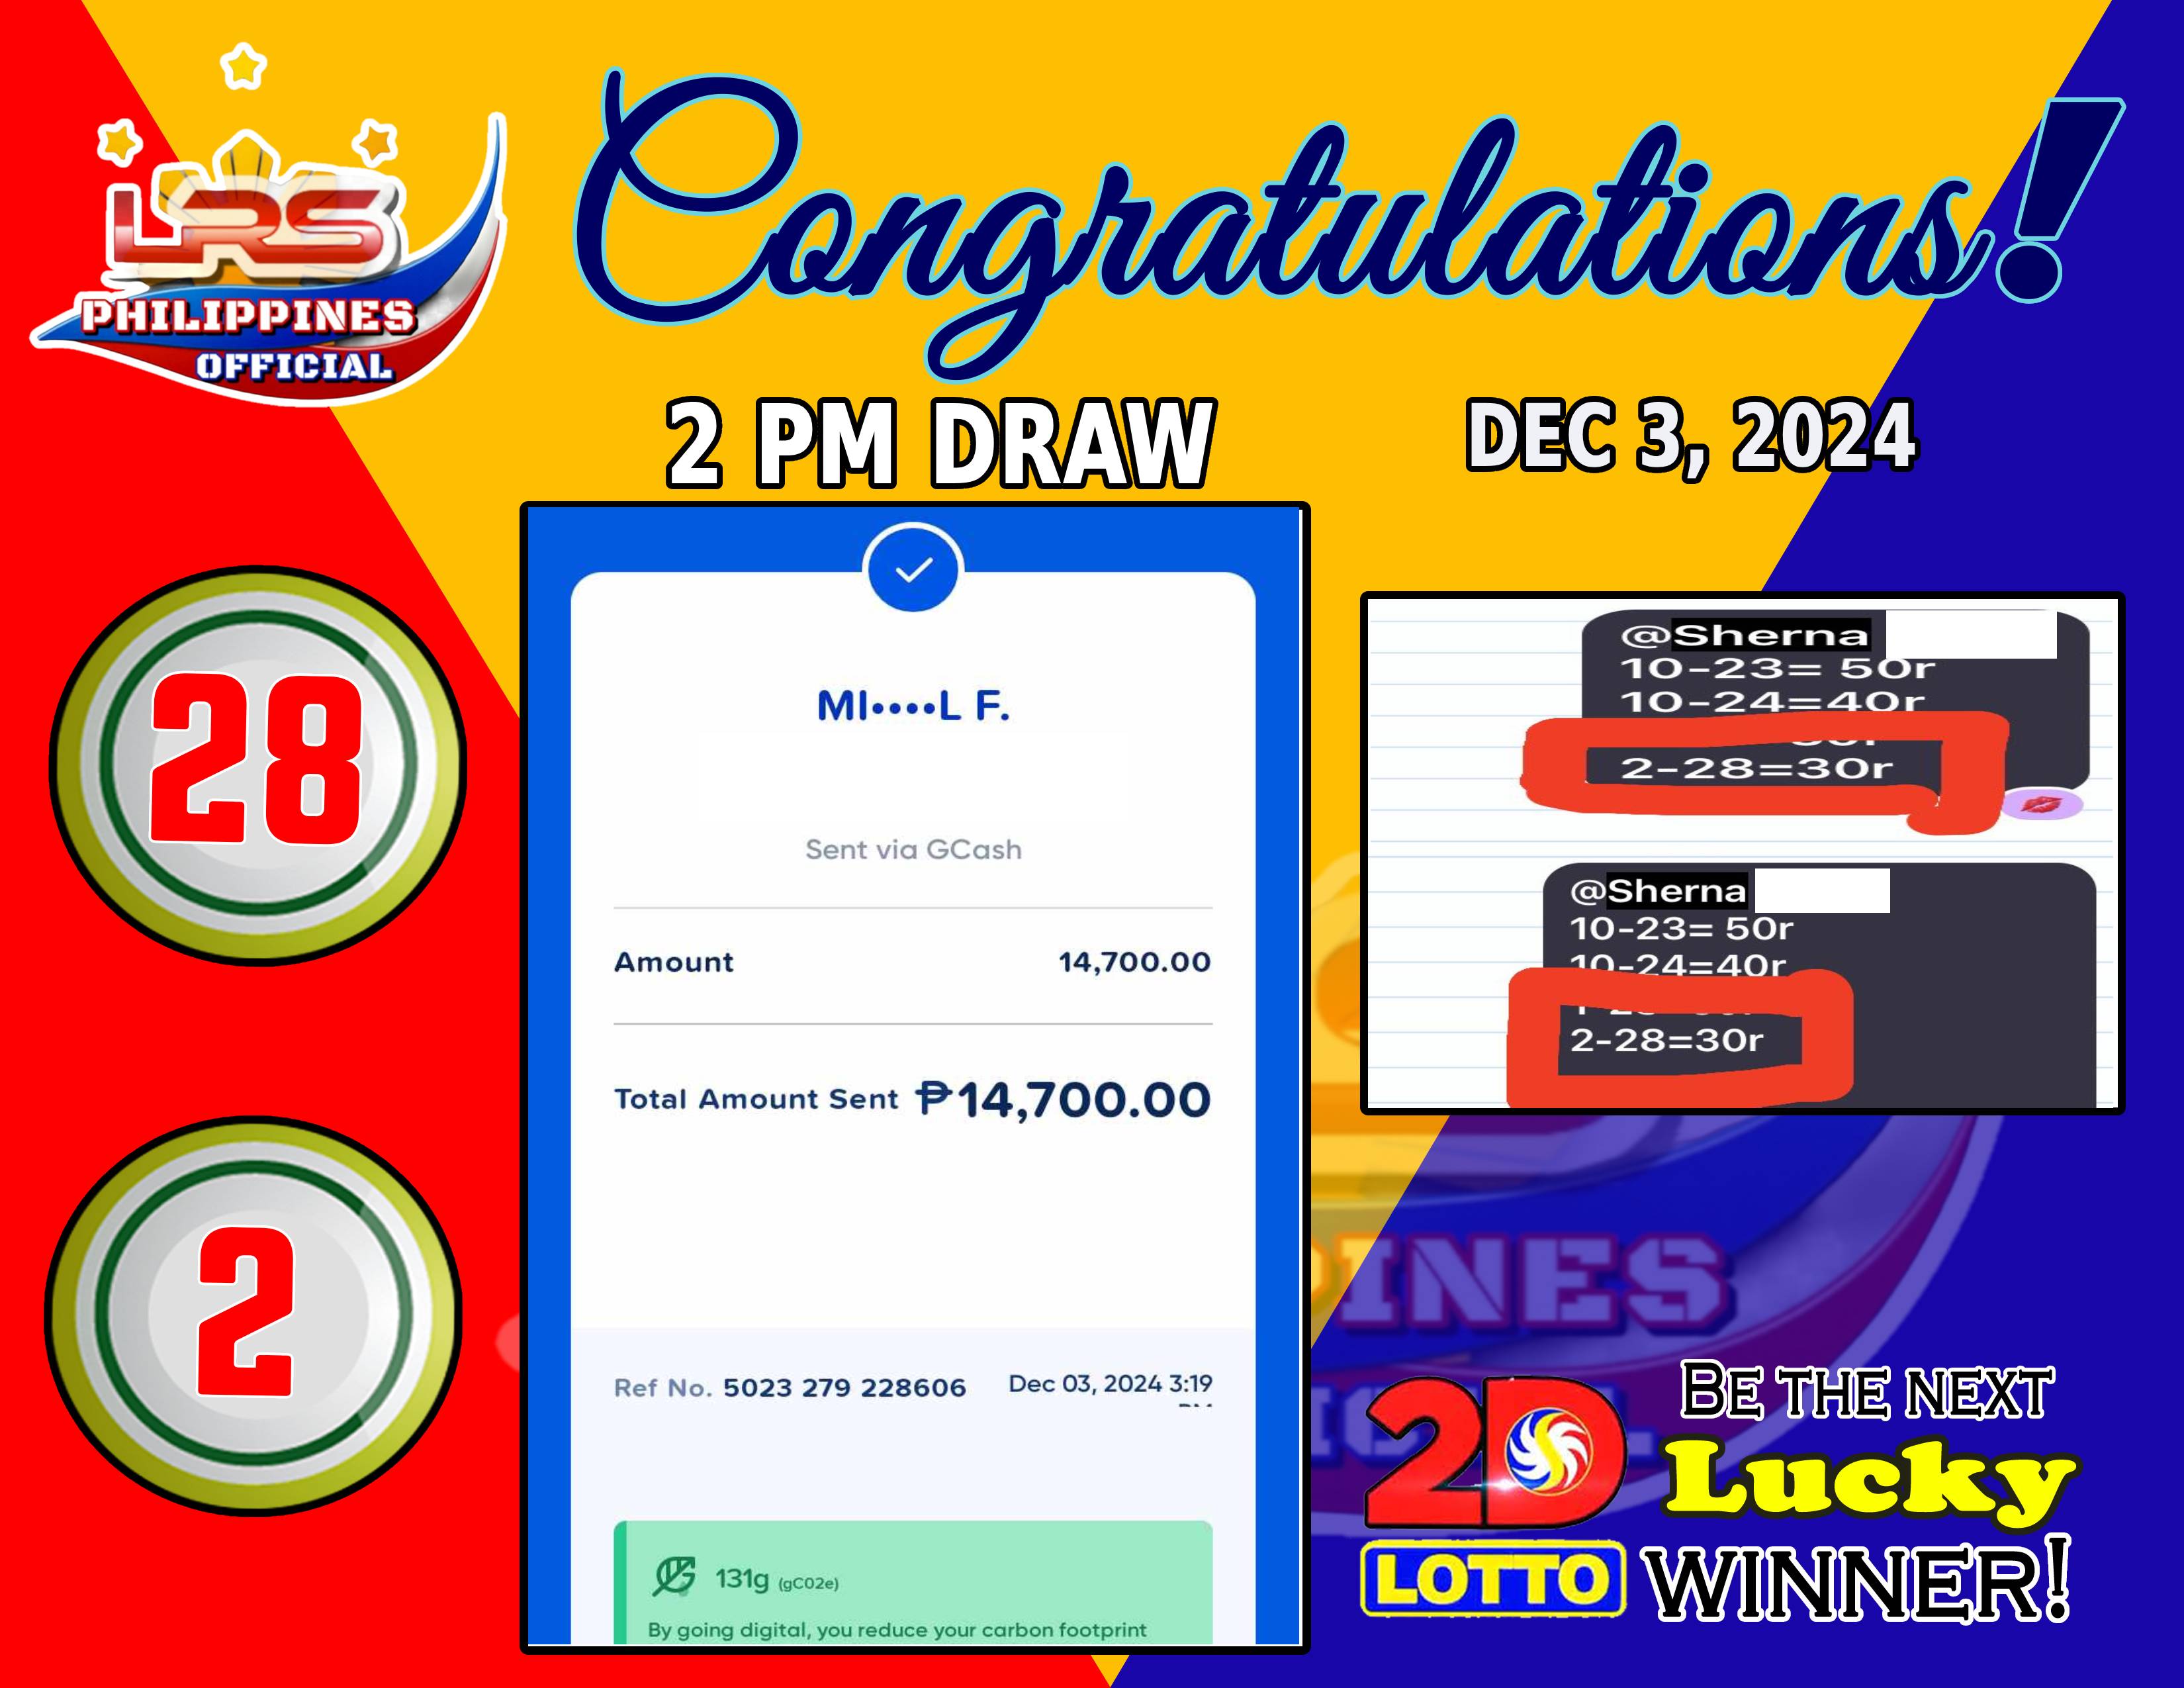 LRS
PHILIPPINES
OFFICIAL
Congratulations!
2 PM DRAW
DEC 3, 2024
28
2
MI••••L F.
Sent via GCash
Amount 14,700.00
Total Amount Sent ₱14,700.00
Ref No. 5023 279 228606 Dec 03, 2024 3:19
PM
131g (gCO2e)
By going digital, you reduce your carbon footprint
@Sherna
10-23= 50r
10-24=40r
2-28=30r
@Sherna
10-23= 50r
10-24=40r
2-28=30r
PINES
2D
LOTTO
BE THE NEXT
Lucky
WINNER!